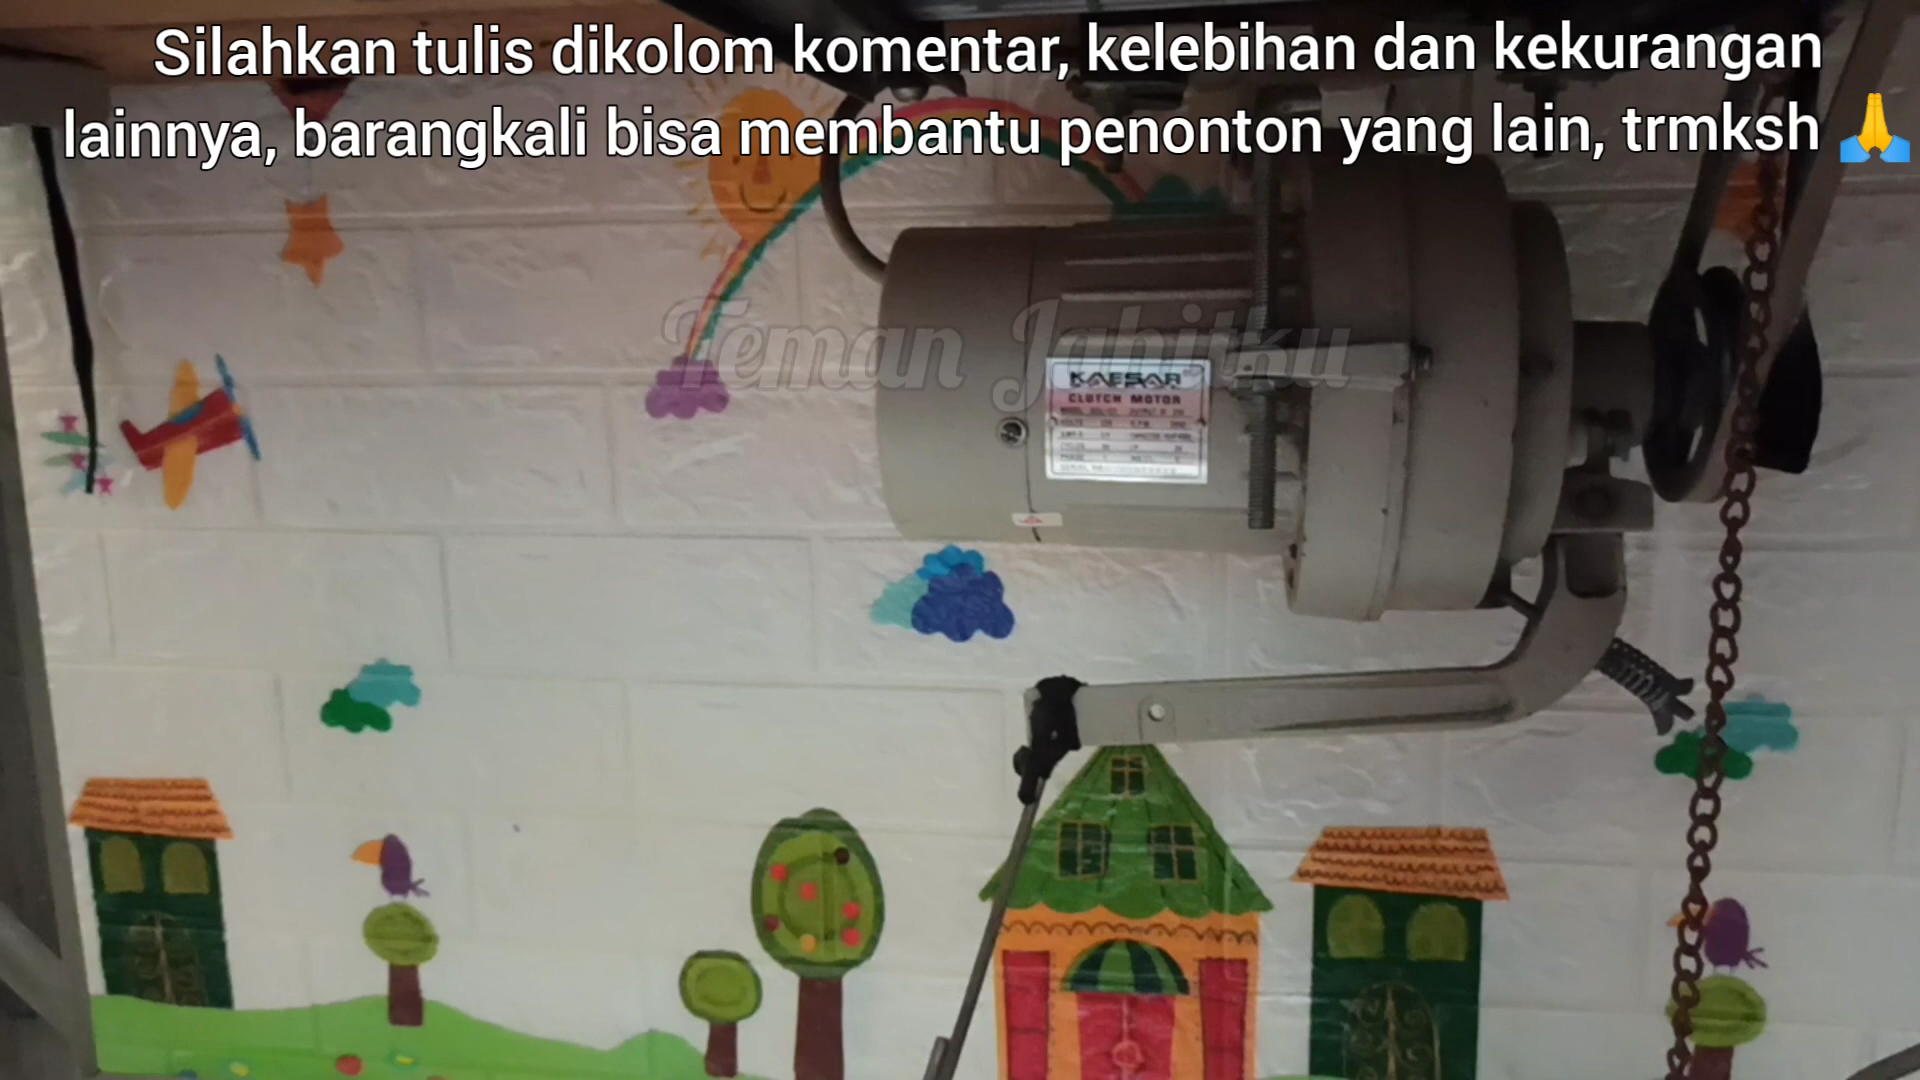 Silahkan tulis dikolom komentar, kelebihan dan kekurangan
lainnya, barangkali bisa membantu penonton yang lain, trmksh 🙏
Teman Jahitku
KAESAR
CLUTCH MOTOR